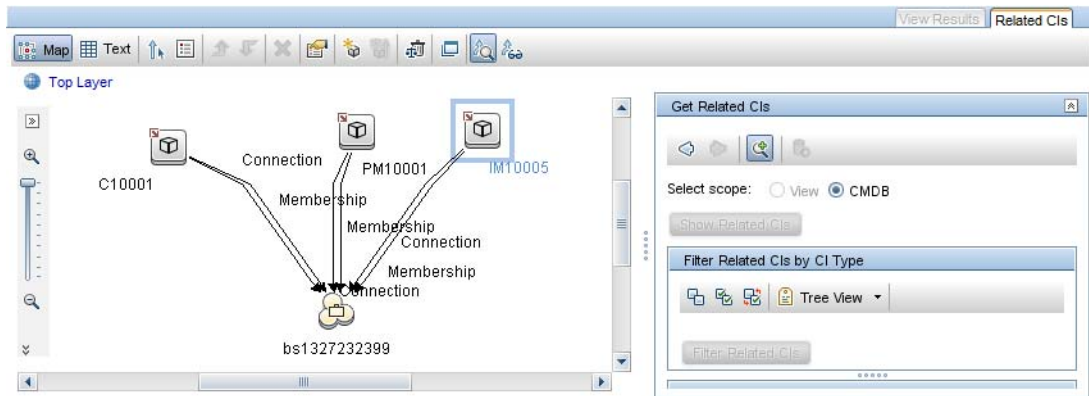 View Results Related CIs
Map Text
Top Layer
Get Related CIs
C10001
Connection
PM10001
IM10005
Membership
Membership
Connection
Membership
Connection
bs1327232399
Select scope: View CMDB
Show Related CIs
Filter Related CIs by CI Type
Tree View
Filter Related CIs